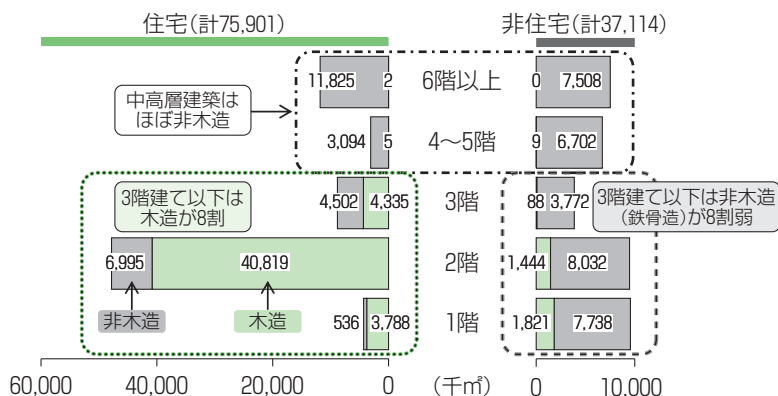 住宅(計75,901)
非住宅(計37,114)
11,825 2 6階以上 0 7,508
中高層建築は
ほぼ非木造
3,094 5 4～5階 9 6,702
3階建て以下は
木造が8割
4,502 4,335 3階 88 3,772
3階建て以下は非木造
(鉄骨造)が8割弱
6,995 40,819 2階 1,444 8,032
非木造 木造 536 3,788 1階 1,821 7,738
60,000 40,000 20,000 0 (千㎡) 0 10,000